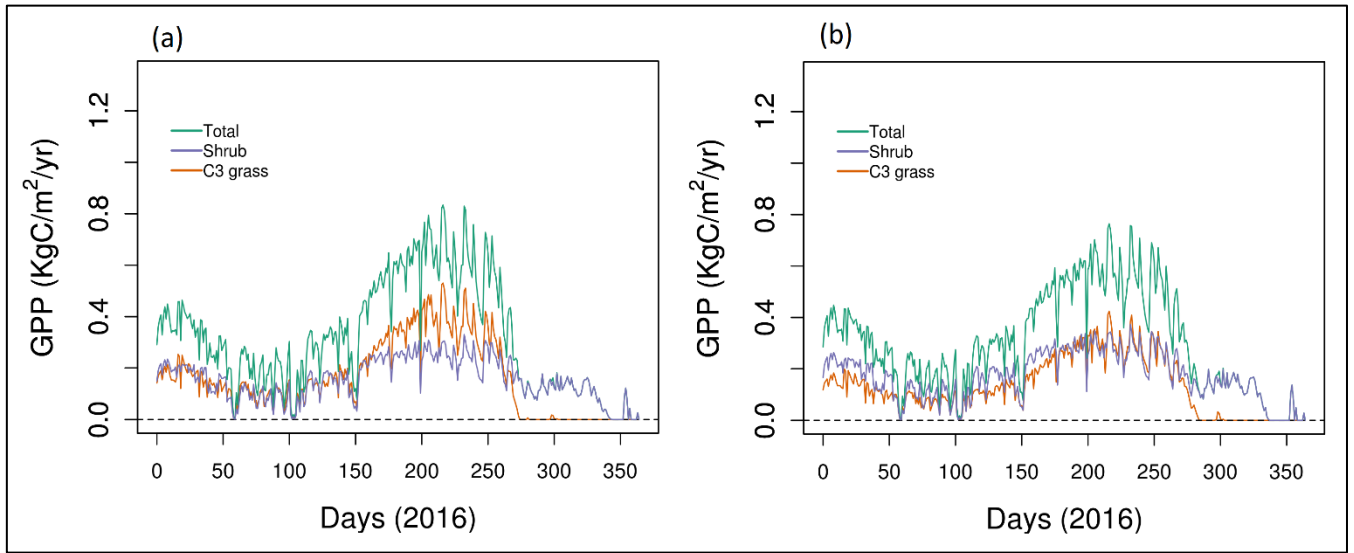 (a)
GPP (KgC/m²/yr)
1.2
0.8
0.4
0.0
Total
Shrub
C3 grass
0 50 100 150 200 250 300 350
Days (2016)
(b)
GPP (KgC/m²/yr)
1.2
0.8
0.4
0.0
Total
Shrub
C3 grass
0 50 100 150 200 250 300 350
Days (2016)